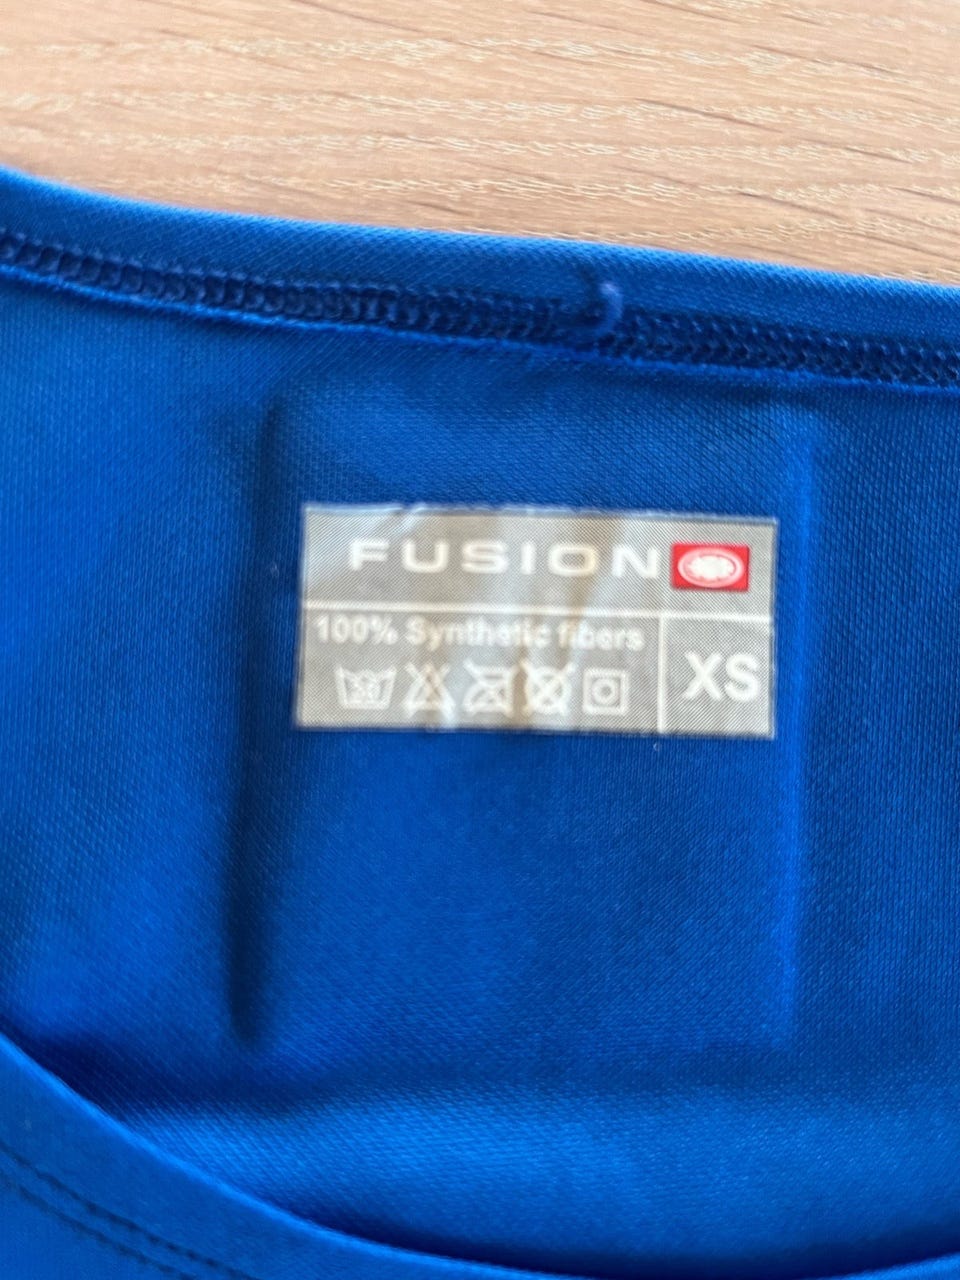 FUSION
100% Synthetic fibers
XS